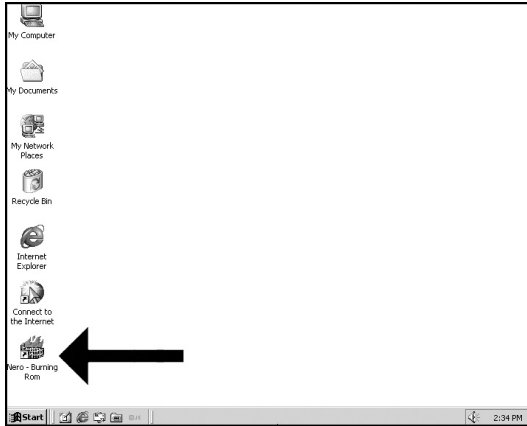 My Computer
My Documents
My Network
Places
Recycle Bin
Internet
Explorer
Connect to
the Internet
Nero - Burning
Rom
Start
2:34 PM